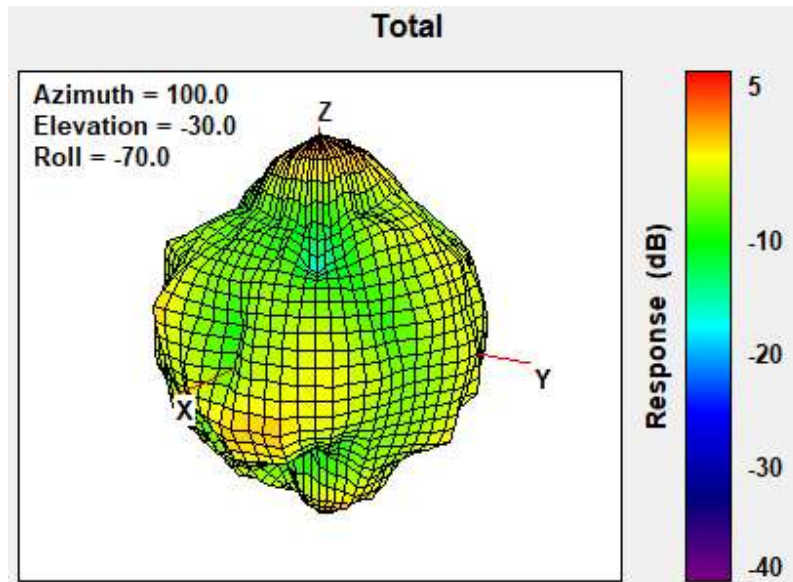 Total
Azimuth = 100.0
Elevation = -30.0
Roll = -70.0
Z
X
Y
Response (dB)
5
-10
-20
-30
-40